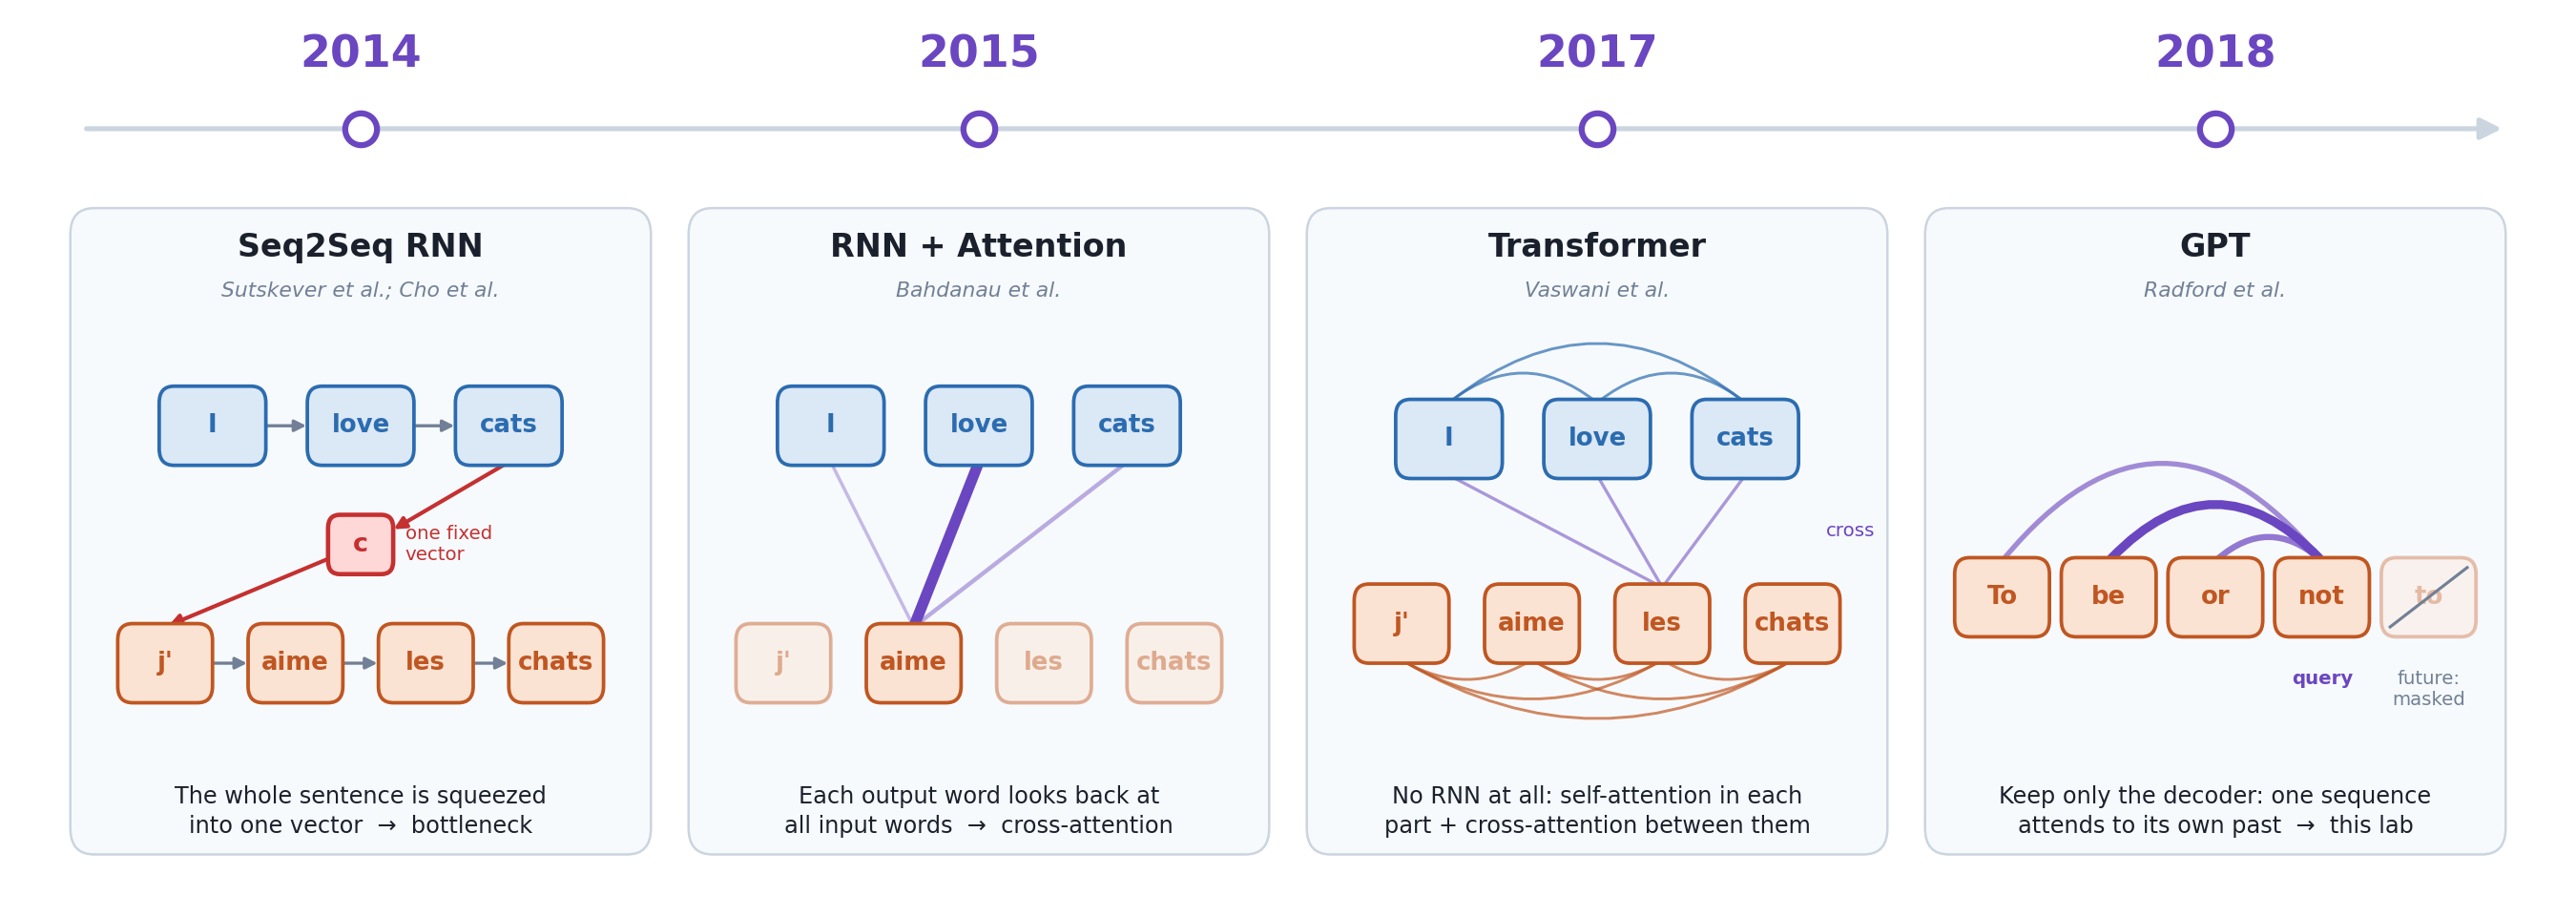 2014
2015
2017
2018
Seq2Seq RNN
Sutskever et al.; Cho et al.
I
love
cats
c
one fixed
vector
j'
aime
les
chats
The whole sentence is squeezed
into one vector → bottleneck
RNN + Attention
Bahdanau et al.
I
love
cats
j'
aime
les
chats
Each output word looks back at
all input words → cross-attention
Transformer
Vaswani et al.
I
love
cats
cross
j'
aime
les
chats
No RNN at all: self-attention in each
part + cross-attention between them
GPT
Radford et al.
To
be
or
not
to
query
future:
masked
Keep only the decoder: one sequence
attends to its own past → this lab